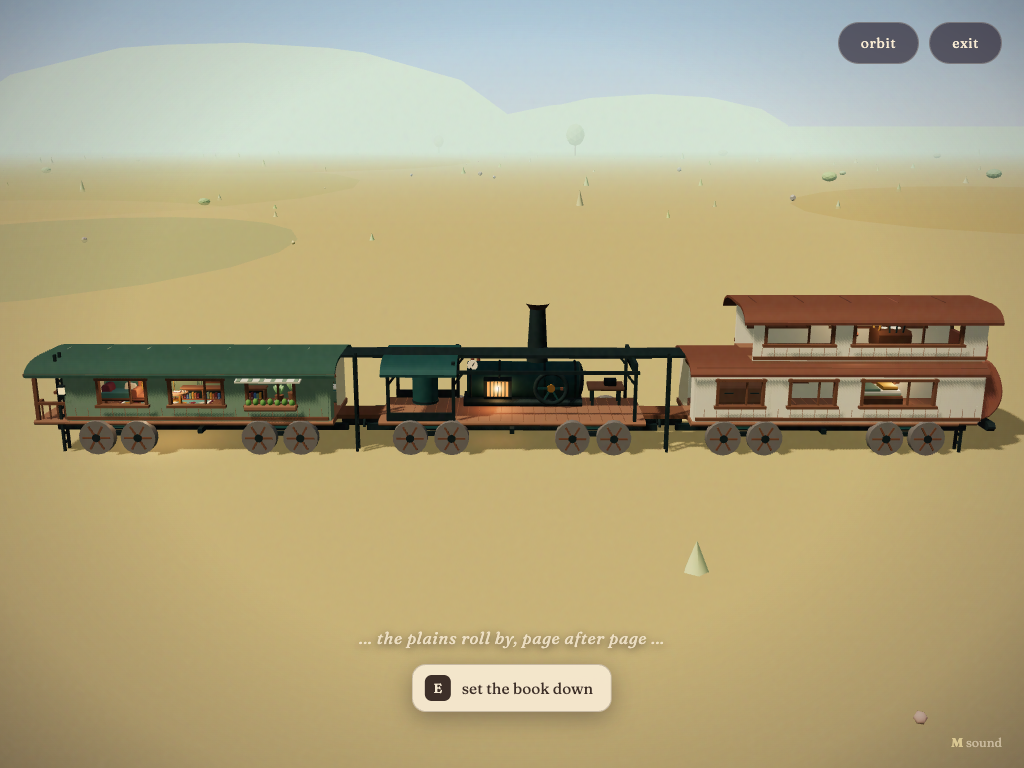 orbit
exit
... the plains roll by, page after page ...
E set the book down
M sound